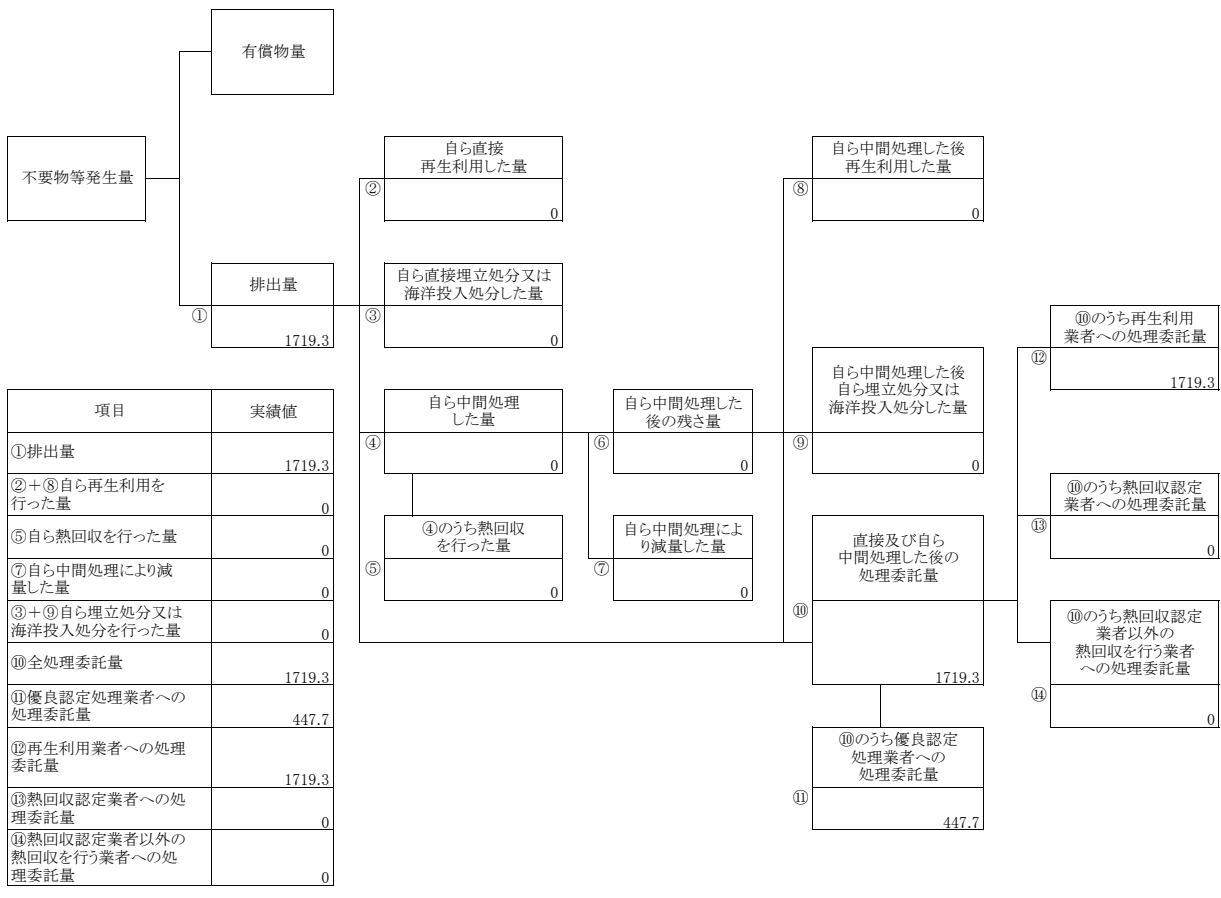 有償物量
不要物等発生量
排出量
①
1719.3
自ら直接
再生利用した量
②
0
自ら直接埋立処分又は
海洋投入処分した量
③
0
自ら中間処理
した量
④
0
④のうち熱回収
を行った量
⑤
0
自ら中間処理した
後の残さ量
⑥
0
自ら中間処理によ
り減量した量
⑦
0
自ら中間処理した後
再生利用した量
⑧
0
自ら中間処理した後
自ら埋立処分又は
海洋投入処分した量
⑨
0
直接及び自ら
中間処理した後の
処理委託量
⑩
1719.3
⑩のうち優良認定
処理業者への
処理委託量
⑪
447.7
⑩のうち再生利用
業者への処理委託量
⑫
1719.3
⑩のうち熱回収認定
業者への処理委託量
⑬
0
⑩のうち熱回収認定
業者以外の
熱回収を行う業者
への処理委託量
⑭
0
項目 実績値
①排出量
1719.3
②＋⑧自ら再生利用を
行った量
0
⑤自ら熱回収を行った量
0
⑦自ら中間処理により減
量した量
0
③＋⑨自ら埋立処分又は
海洋投入処分を行った量
0
⑩全処理委託量
1719.3
⑪優良認定処理業者への
処理委託量
447.7
⑫再生利用業者への処理
委託量
1719.3
⑬熱回収認定業者への処
理委託量
0
⑭熱回収認定業者以外の
熱回収を行う業者への処
理委託量
0